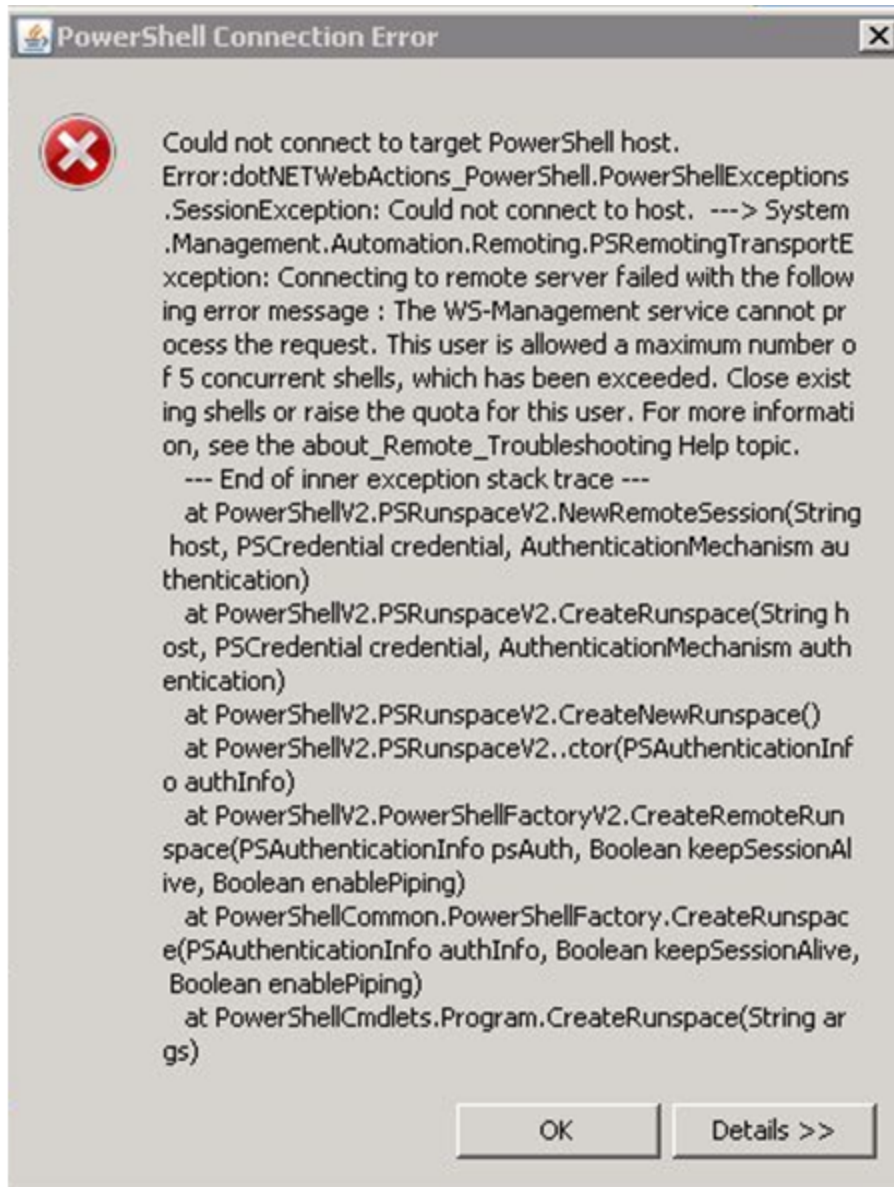 PowerShell Connection Error
Could not connect to target PowerShell host.
Error:dotNETWebActions_PowerShell.PowerShellExceptions
.SessionException: Could not connect to host.  ---> System
.Management.Automation.Remoting.PSRemotingTransportE
xception: Connecting to remote server failed with the follow
ing error message : The WS-Management service cannot pr
ocess the request. This user is allowed a maximum number o
f 5 concurrent shells, which has been exceeded. Close exist
ing shells or raise the quota for this user. For more informati
on, see the about_Remote_Troubleshooting Help topic.
--- End of inner exception stack trace ---
at PowerShellV2.PSRunspaceV2.NewRemoteSession(String
host, PSCredential credential, AuthenticationMechanism au
thentication)
at PowerShellV2.PSRunspaceV2.CreateRunspace(String h
ost, PSCredential credential, AuthenticationMechanism auth
entication)
at PowerShellV2.PSRunspaceV2.CreateNewRunspace()
at PowerShellV2.PSRunspaceV2..ctor(PSAuthenticationInf
o authInfo)
at PowerShellV2.PowerShellFactoryV2.CreateRemoteRun
space(PSAuthenticationInfo psAuth, Boolean keepSessionAl
ive, Boolean enablePiping)
at PowerShellCommon.PowerShellFactory.CreateRunspac
e(PSAuthenticationInfo authInfo, Boolean keepSessionAlive,
Boolean enablePiping)
at PowerShellCmdlets.Program.CreateRunspace(String ar
gs)
OK
Details >>